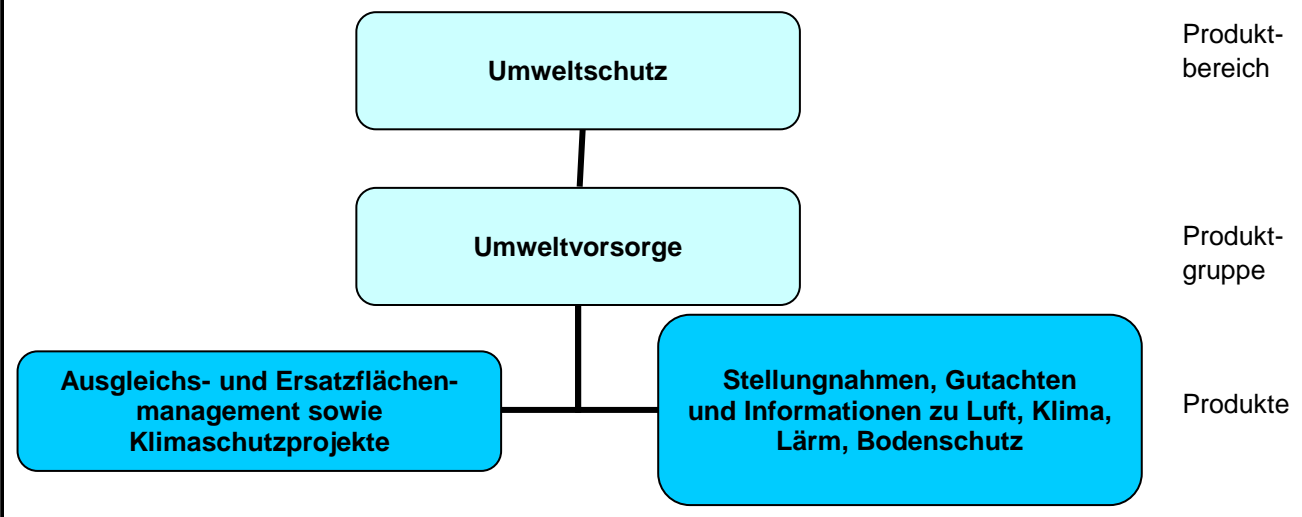 Umweltschutz
Produkt-
bereich
Umweltvorsorge
Produkt-
gruppe
Ausgleichs- und Ersatzflächen-
management sowie
Klimaschutzprojekte
Stellungnahmen, Gutachten
und Informationen zu Luft, Klima,
Lärm, Bodenschutz
Produkte